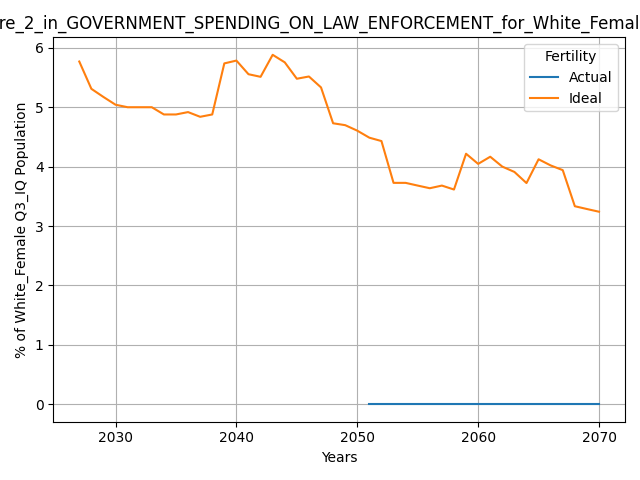 re_2_in_GOVERNMENT_SPENDING_ON_LAW_ENFORCEMENT_for_White_Femal
Fertility
Actual
Ideal
% of White_Female Q3_IQ Population
6
5
4
3
2
1
0
2030 2040 2050 2060 2070
Years